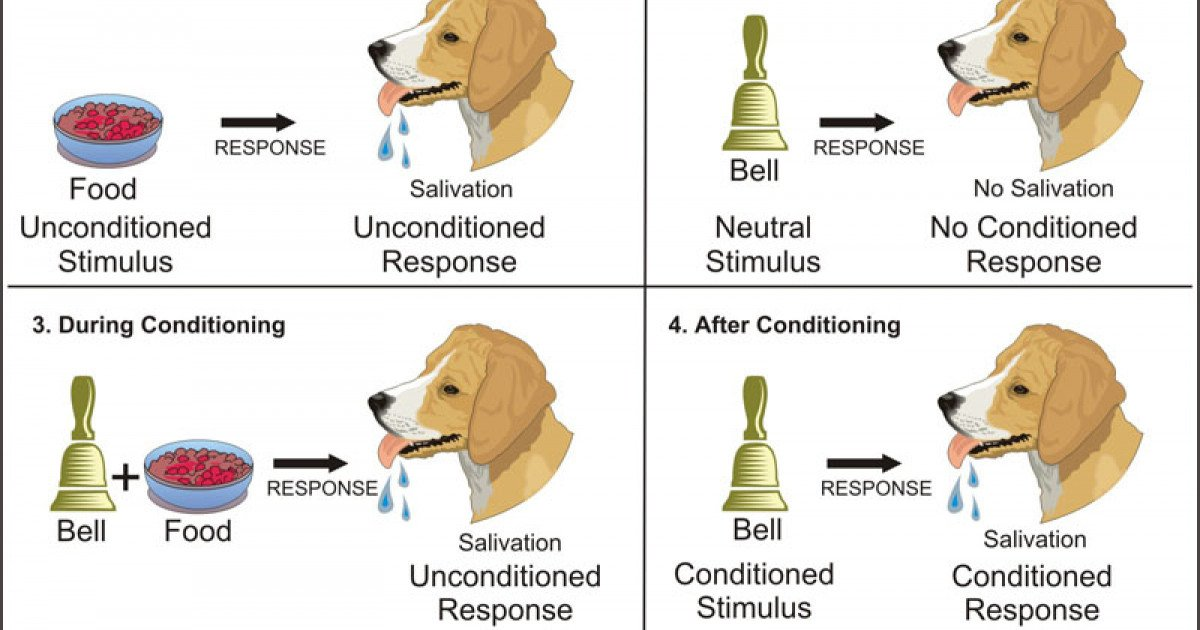 RESPONSE
Food
Salivation
Unconditioned
Stimulus
Unconditioned
Response
RESPONSE
Bell
No Salivation
Neutral
Stimulus
No Conditioned
Response
3. During Conditioning
RESPONSE
Bell
+
Food
Salivation
Unconditioned
Response
4. After Conditioning
RESPONSE
Bell
Salivation
Conditioned
Stimulus
Conditioned
Response